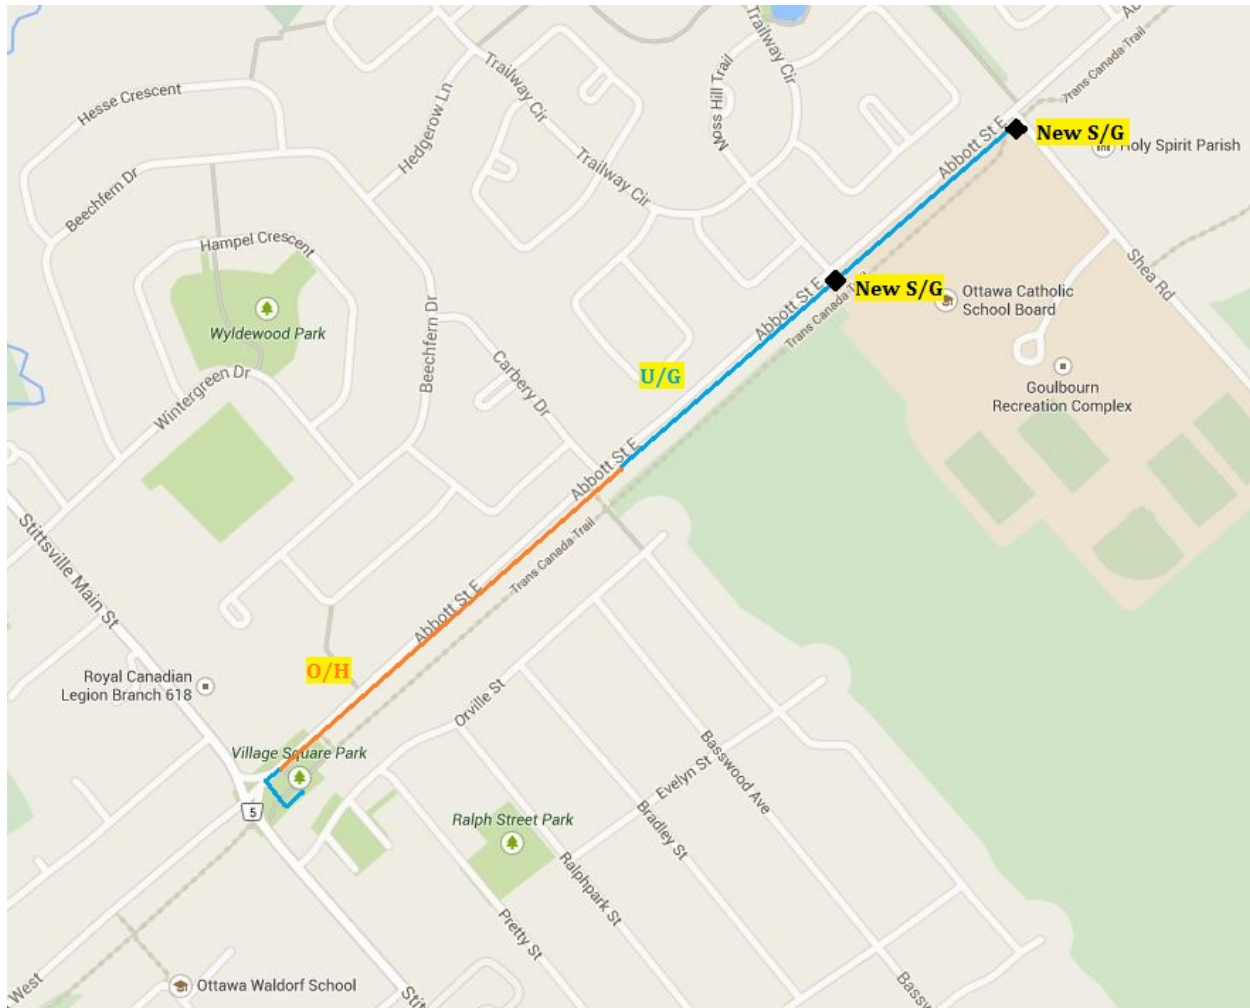 Trailway Cir
Ab
Trans Canada Trail
Hesse Crescent
Trailway Cir
Moss Hill Trail
Hedgerow Ln
Abbott St E
New S/G
Holy Spirit Parish
Trailway Cir
Beechfern Dr
Hampel Crescent
Shea Rd
New S/G
Ottawa Catholic
School Board
Abbott St E
Trans Canada Trail
Wyldewood Park
Beechfern Dr
Carbery Dr
U/G
Goulbourn
Recreation Complex
Wintergreen Dr
Abbott St E
Stittsville Main St
Trans Canada Trail
Abbott St E
O/H
Royal Canadian
Legion Branch 618
Orville St
Village Square Park
Basswood Ave
Evelyn St
5
Ralph Street Park
Bradley St
Ralphpark St
Pretty St
West
Ottawa Waldorf School
Stit
Bassw